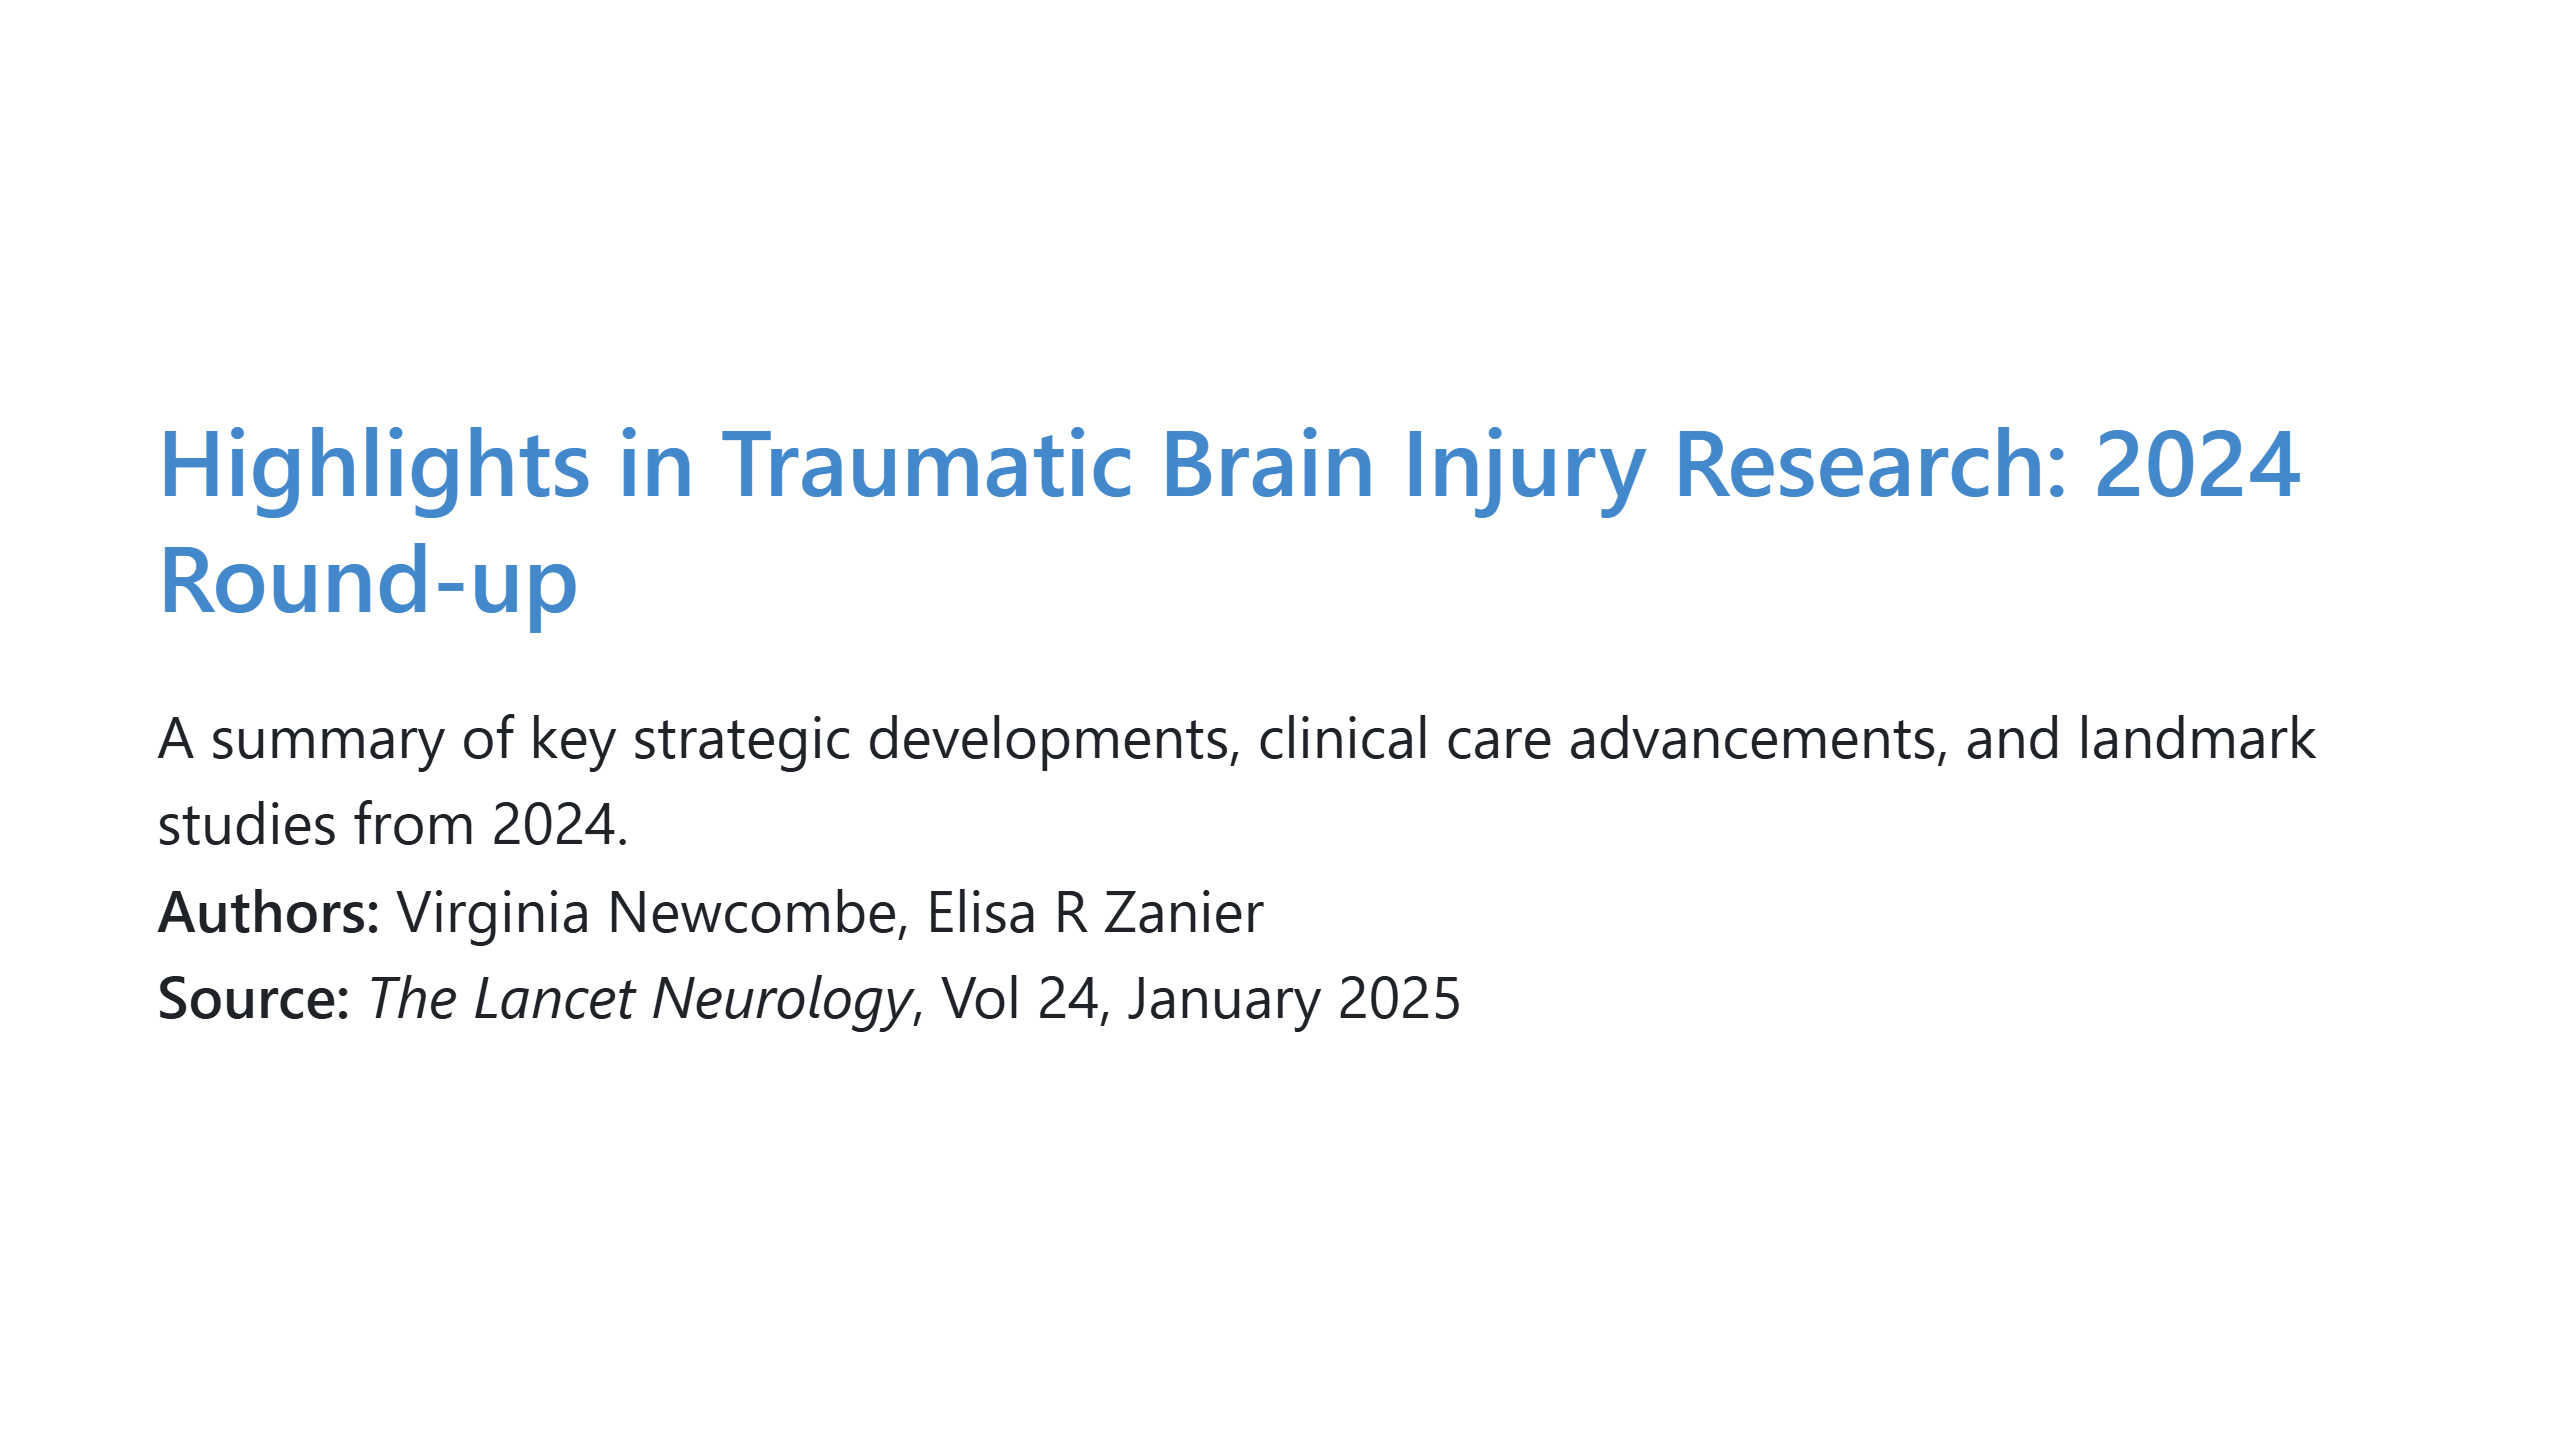 Highlights in Traumatic Brain Injury Research: 2024
Round-up
A summary of key strategic developments, clinical care advancements, and landmark
studies from 2024.
Authors: Virginia Newcombe, Elisa R Zanier
Source: The Lancet Neurology, Vol 24, January 2025